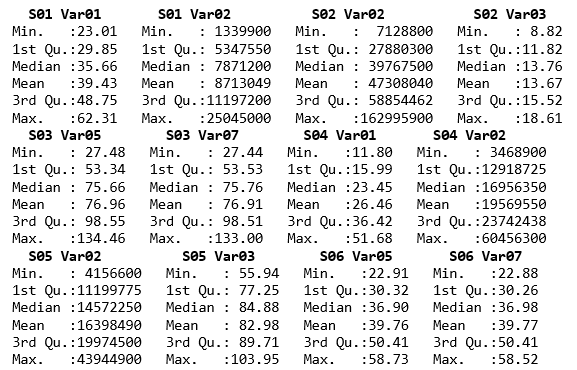 S01 Var01 S01 Var02 S02 Var02 S02 Var03
Min. :23.01 Min. : 1339900 Min. : 7128800 Min. : 8.82
1st Qu.:29.85 1st Qu.: 5347550 1st Qu.: 27880300 1st Qu.:11.82
Median :35.66 Median : 7871200 Median : 39767500 Median :13.76
Mean :39.43 Mean : 8713049 Mean : 47308040 Mean :13.67
3rd Qu.:48.75 3rd Qu.:11197200 3rd Qu.: 58854462 3rd Qu.:15.52
Max. :62.31 Max. :25045000 Max. :162995900 Max. :18.61
S03 Var05 S03 Var07 S04 Var01 S04 Var02
Min. : 27.48 Min. : 27.44 Min. :11.80 Min. : 3468900
1st Qu.: 53.34 1st Qu.: 53.53 1st Qu.:15.99 1st Qu.:12918725
Median : 75.66 Median : 75.76 Median :23.45 Median :16956350
Mean : 76.96 Mean : 76.91 Mean :26.46 Mean :19569550
3rd Qu.: 98.55 3rd Qu.: 98.51 3rd Qu.:36.42 3rd Qu.:23742438
Max. :134.46 Max. :133.00 Max. :51.68 Max. :60456300
S05 Var02 S05 Var03 S06 Var05 S06 Var07
Min. : 4156600 Min. : 55.94 Min. :22.91 Min. :22.88
1st Qu.:11199775 1st Qu.: 77.25 1st Qu.:30.32 1st Qu.:30.26
Median :14572250 Median : 84.88 Median :36.90 Median :36.98
Mean :16398490 Mean : 82.98 Mean :39.76 Mean :39.77
3rd Qu.:19974500 3rd Qu.: 89.71 3rd Qu.:50.41 3rd Qu.:50.41
Max. :43944900 Max. :103.95 Max. :58.73 Max. :58.52